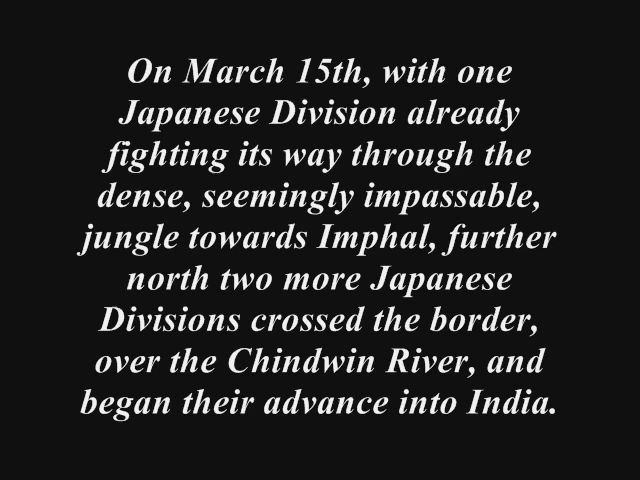 On March 15th, with one
Japanese Division already
fighting its way through the
dense, seemingly impassable,
jungle towards Imphal, further
north two more Japanese
Divisions crossed the border,
over the Chindwin River, and
began their advance into India.